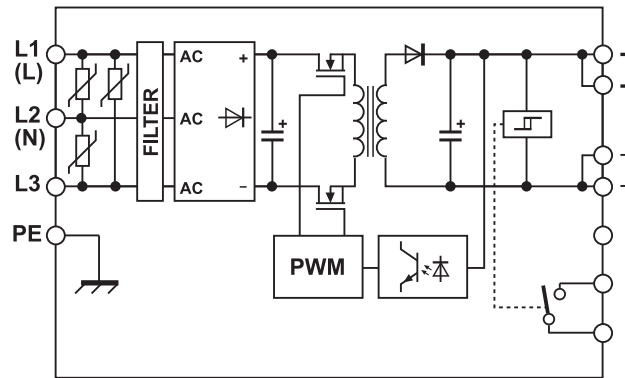 L1
(L)
L2
(N)
L3
PE
FILTER
AC
AC
AC
+
–
+
+
PWM